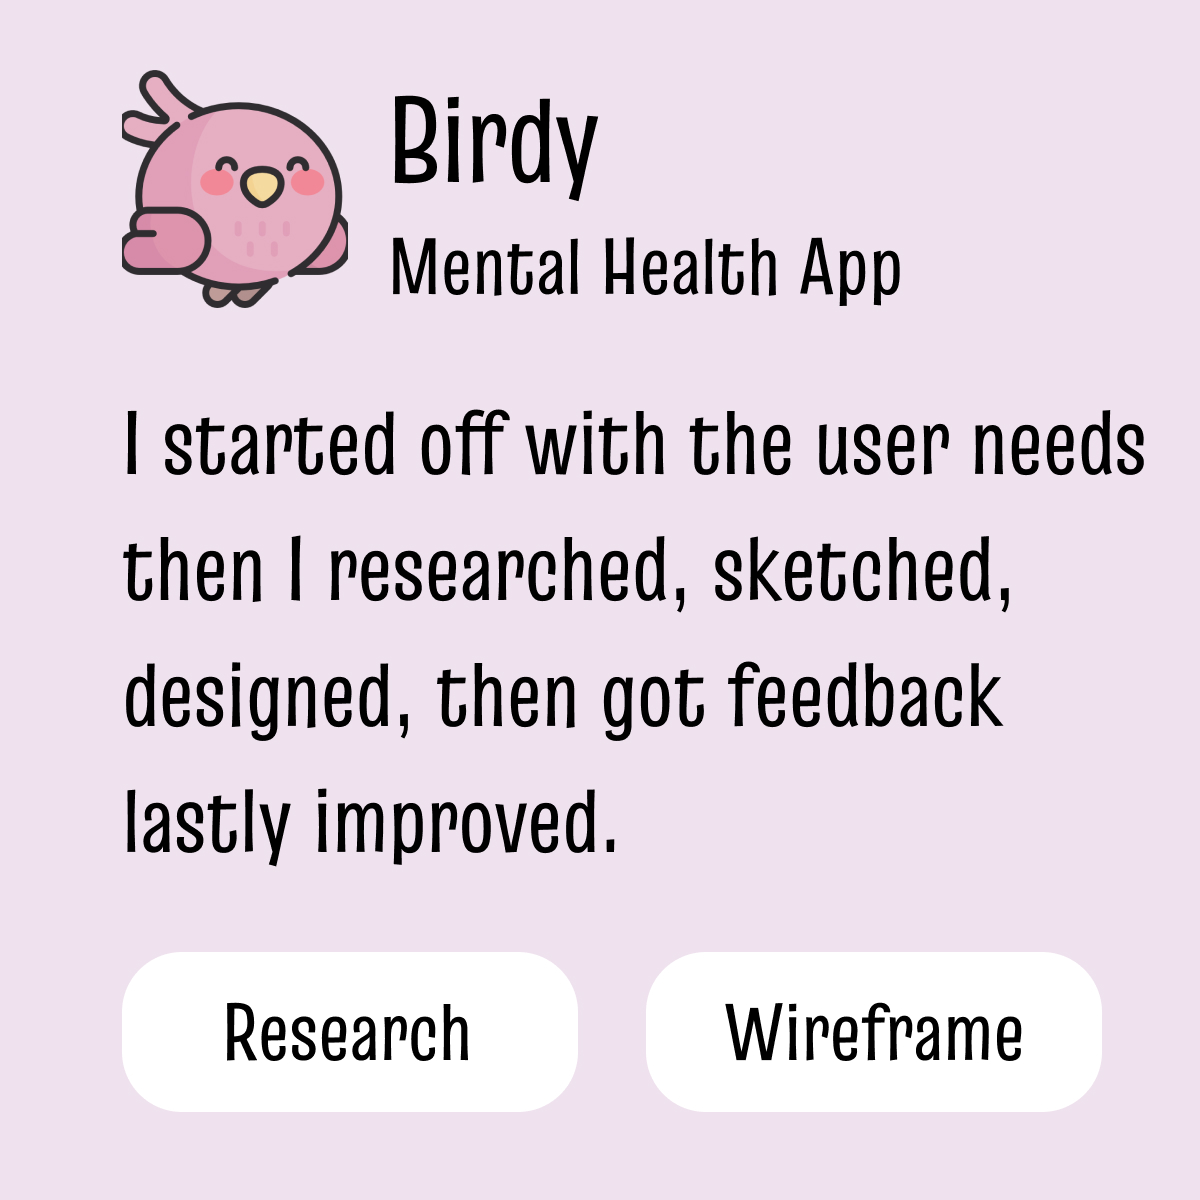 Birdy
Mental Health App
I started off with the user needs
then I researched, sketched,
designed, then got feedback
lastly improved.
Research
Wireframe